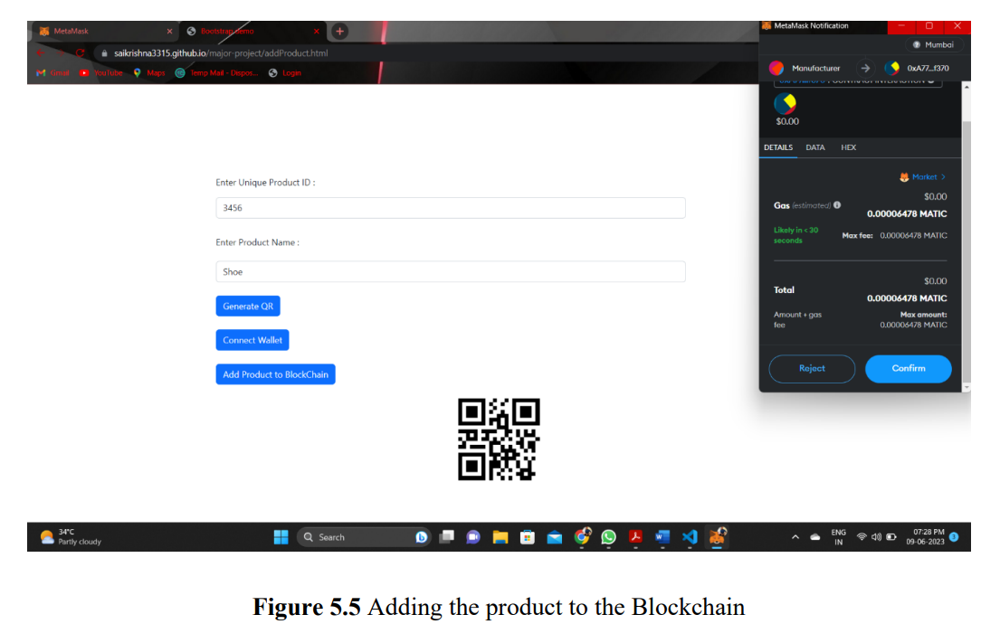 MetaMask
Bootstrap demo
saikrishna3315.github.io/major-project/addProduct.html
Gmail YouTube Maps Temp Mail - Dispos... Login
Enter Unique Product ID :
3456
Enter Product Name :
Shoe
Generate QR
Connect Wallet
Add Product to BlockChain
MetaMask Notification
Mumbai
Manufacturer 0xA77...f370
$0.00
DETAILS DATA HEX
Market >
$0.00
Gas (estimated) 0.00006478 MATIC
Likely in < 30 seconds Max fee: 0.00006478 MATIC
$0.00
Total 0.00006478 MATIC
Amount + gas fee Max amount: 0.00006478 MATIC
Reject Confirm
34°C
Partly cloudy
Search
ENG
IN
07:28 PM
09-06-2023
3
Figure 5.5 Adding the product to the Blockchain